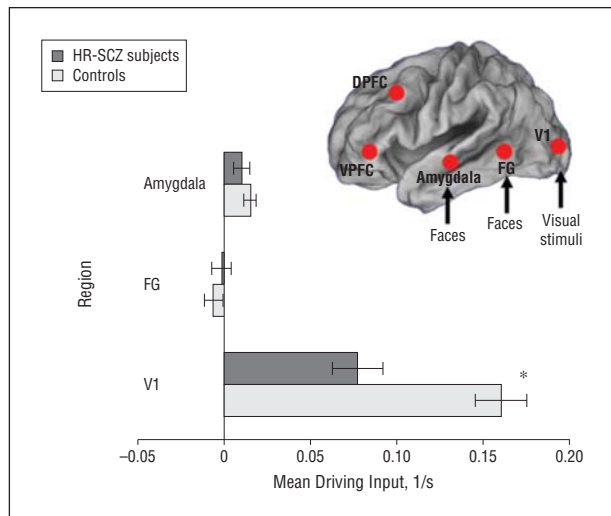 HR-SCZ subjects
Controls
DPFC
VPFC
Amygdala
FG
V1
Faces
Faces
Visual
stimuli
Region
Amygdala
FG
V1
*
−0.05
0
0.05
0.10
0.15
0.20
Mean Driving Input, 1/s